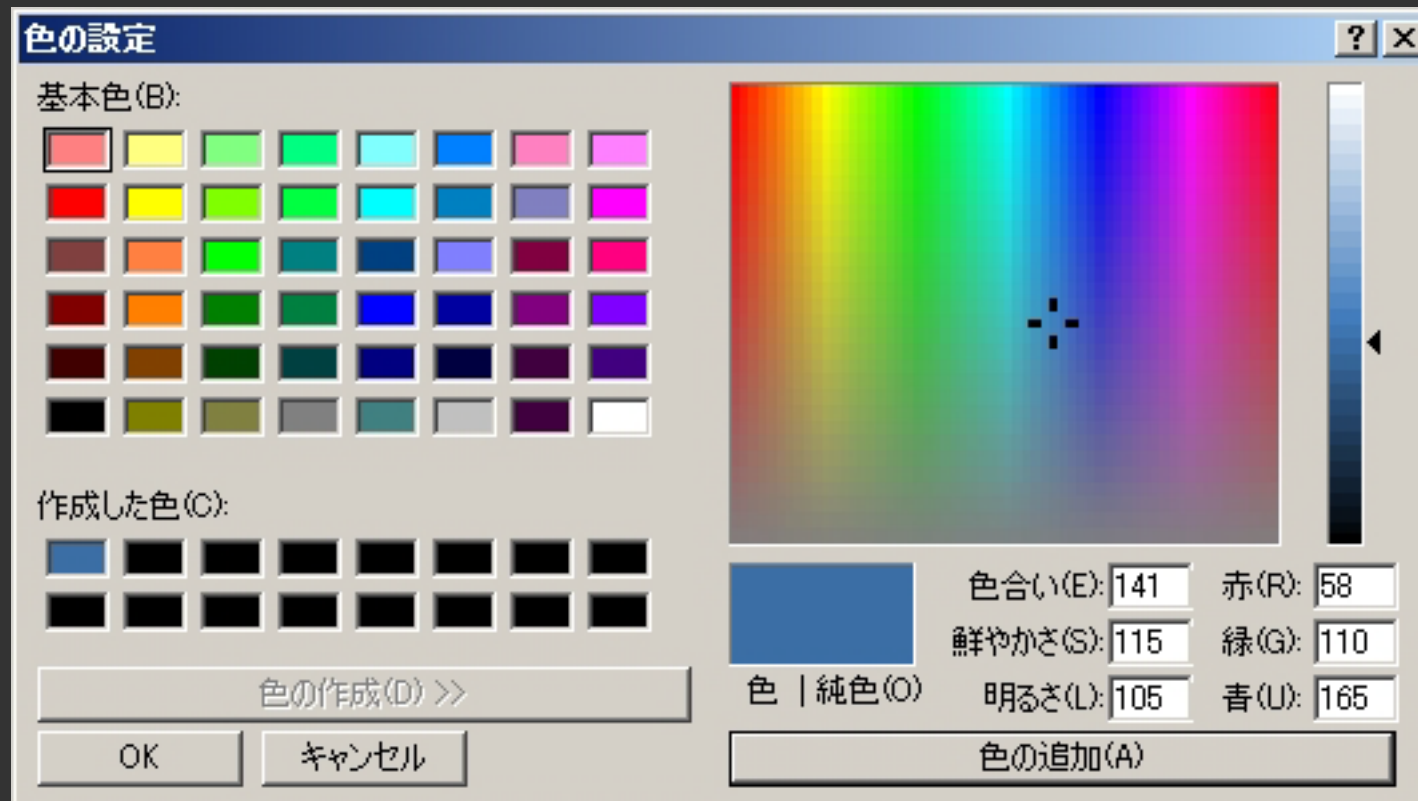 色の設定
基本色(B):
作成した色(C):
色の作成(D) >>
OK
キャンセル
色 | 純色(O)
色合い(E): 141
赤(R): 58
鮮やかさ(S): 115
緑(G): 110
明るさ(L): 105
青(U): 165
色の追加(A)